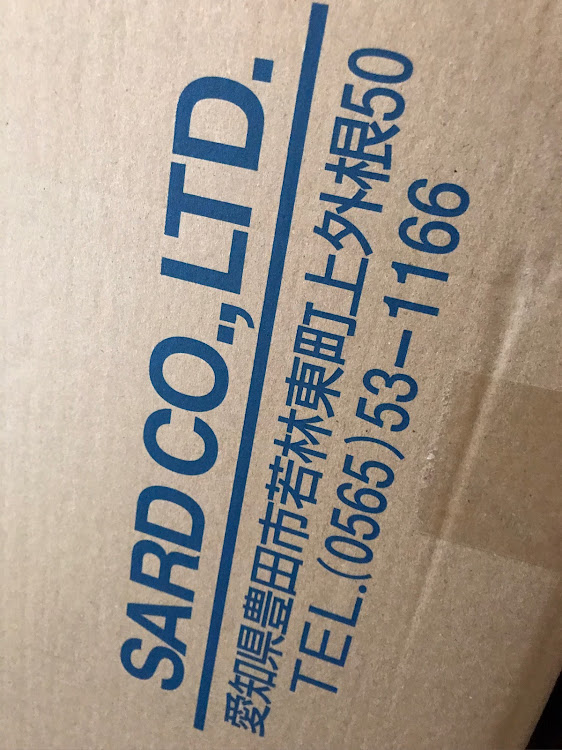 SARD CO.,LTD.
愛知県豊田市若林東町上外根50
TEL.(0565)53-1166